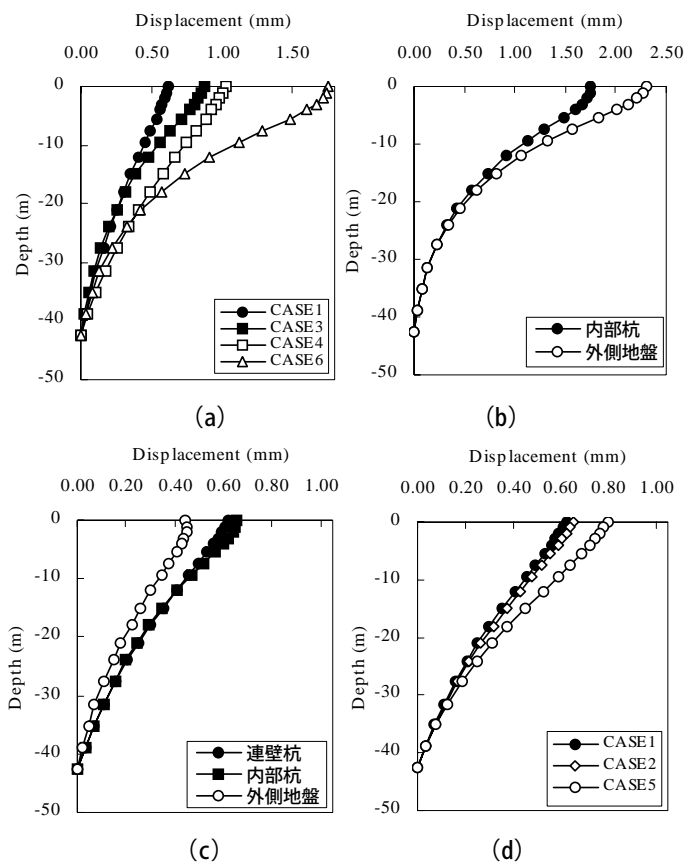 Displacement (mm)
0.00 0.50 1.00 1.50
0
-10
-20
-30
-40
-50
Depth (m)
CASE1
CASE3
CASE4
CASE6
(a)
Displacement (mm)
0.00 0.50 1.00 1.50 2.00 2.50
0
-10
-20
-30
-40
-50
Depth (m)
内部杭
外側地盤
(b)
Displacement (mm)
0.00 0.20 0.40 0.60 0.80 1.00
0
-10
-20
-30
-40
-50
Depth (m)
連壁杭
内部杭
外側地盤
(c)
Displacement (mm)
0.00 0.20 0.40 0.60 0.80 1.00
0
-10
-20
-30
-40
-50
Depth (m)
CASE1
CASE2
CASE5
(d)